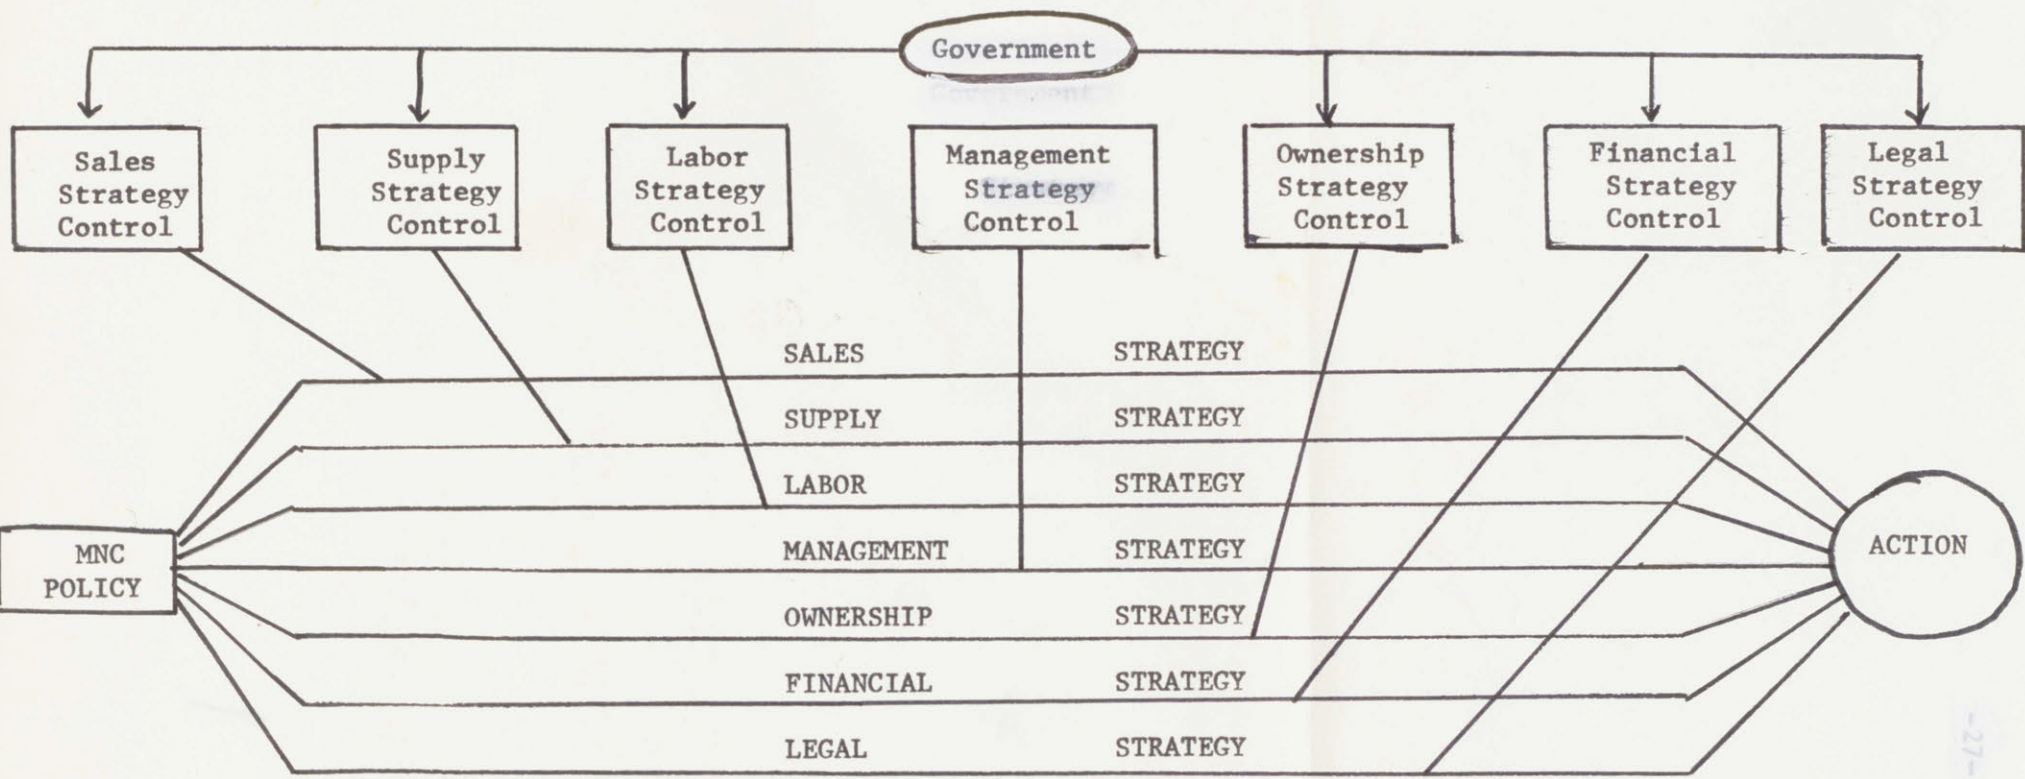 Government
Sales
Strategy
Control
Supply
Strategy
Control
Labor
Strategy
Control
Management
Strategy
Control
Ownership
Strategy
Control
Financial
Strategy
Control
Legal
Strategy
Control
SALES STRATEGY
SUPPLY STRATEGY
LABOR STRATEGY
MANAGEMENT STRATEGY
OWNERSHIP STRATEGY
FINANCIAL STRATEGY
LEGAL STRATEGY
MNC
POLICY
ACTION
-27-